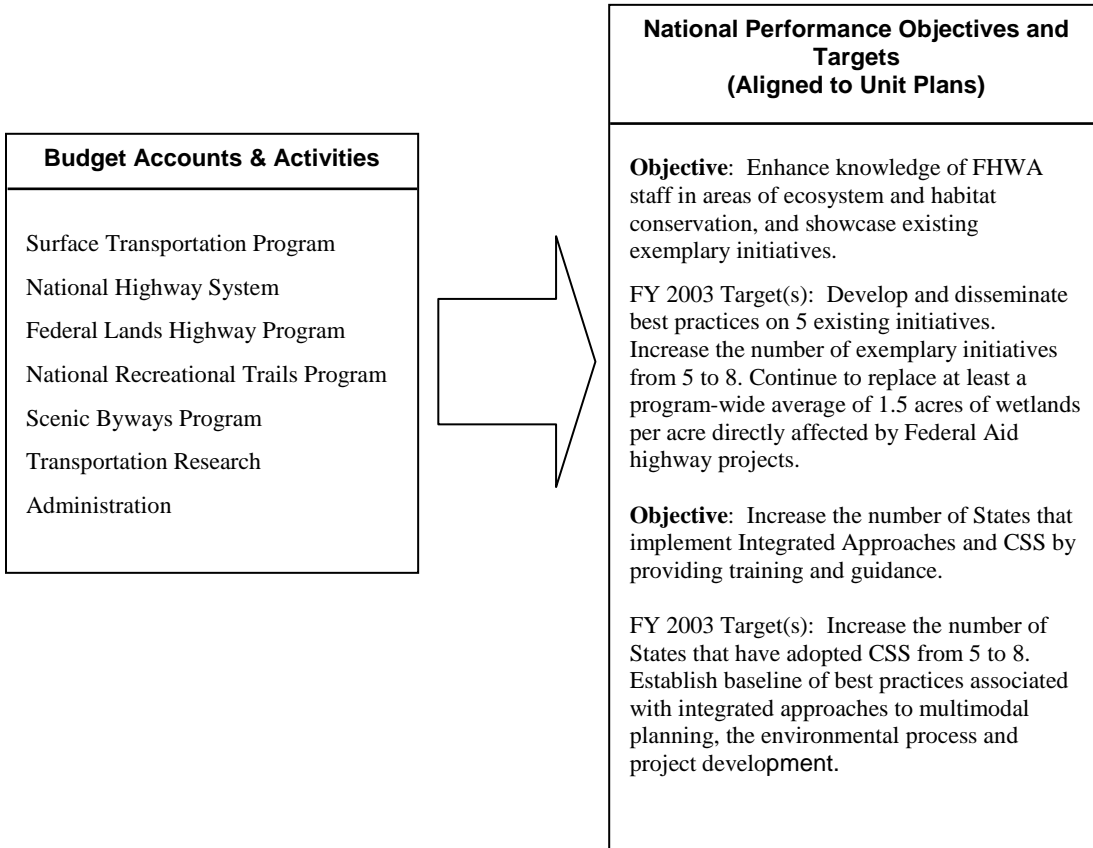 Budget Accounts & Activities
Surface Transportation Program
National Highway System
Federal Lands Highway Program
National Recreational Trails Program
Scenic Byways Program
Transportation Research
Administration
National Performance Objectives and
Targets
(Aligned to Unit Plans)
Objective:  Enhance knowledge of FHWA
staff in areas of ecosystem and habitat
conservation, and showcase existing
exemplary initiatives.
FY 2003 Target(s):  Develop and disseminate
best practices on 5 existing initiatives.
Increase the number of exemplary initiatives
from 5 to 8. Continue to replace at least a
program-wide average of 1.5 acres of wetlands
per acre directly affected by Federal Aid
highway projects.
Objective:  Increase the number of States that
implement Integrated Approaches and CSS by
providing training and guidance.
FY 2003 Target(s):  Increase the number of
States that have adopted CSS from 5 to 8.
Establish baseline of best practices associated
with integrated approaches to multimodal
planning, the environmental process and
project development.